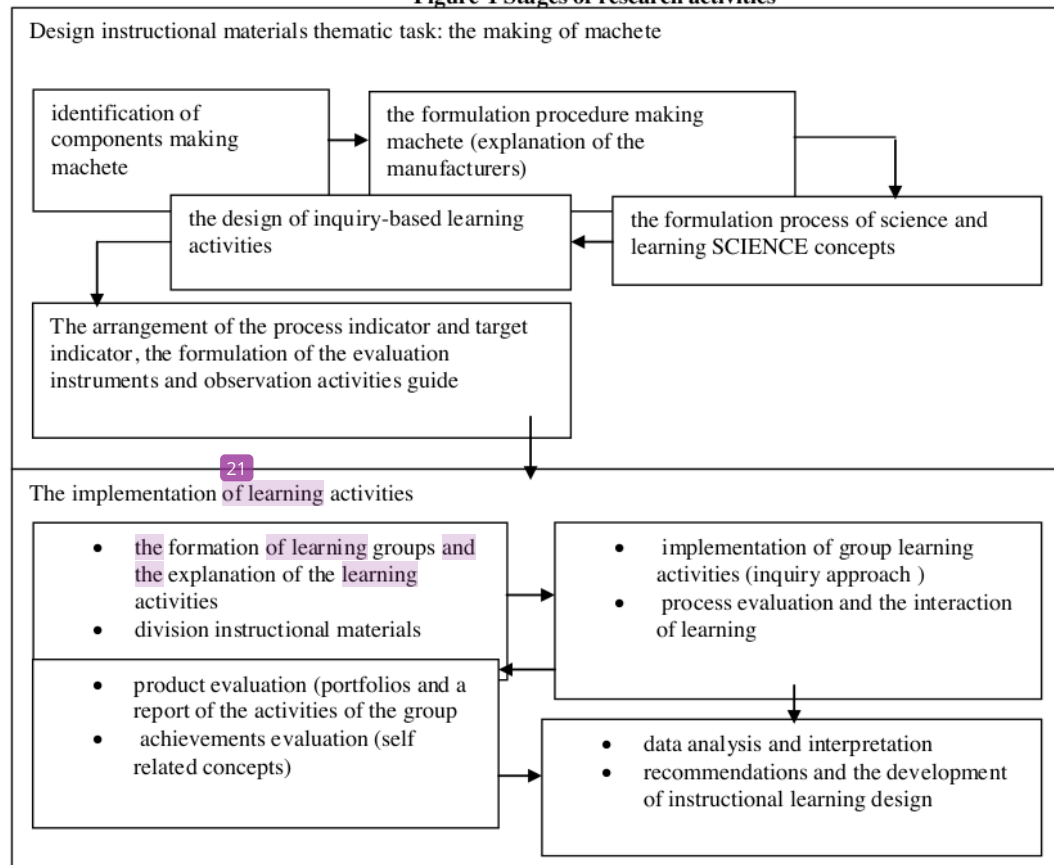 Figure 1 Stages of research activities
Design instructional materials thematic task: the making of machete
identification of
components making
machete
the formulation procedure making
machete (explanation of the
manufacturers)
the formulation process of science and
learning SCIENCE concepts
the design of inquiry-based learning
activities
The arrangement of the process indicator and target
indicator, the formulation of the evaluation
instruments and observation activities guide
21
The implementation of learning activities
• the formation of learning groups and
the explanation of the learning
activities
• division instructional materials
• implementation of group learning
activities (inquiry approach )
• process evaluation and the interaction
of learning
• product evaluation (portfolios and a
report of the activities of the group
• achievements evaluation (self
related concepts)
• data analysis and interpretation
• recommendations and the development
of instructional learning design